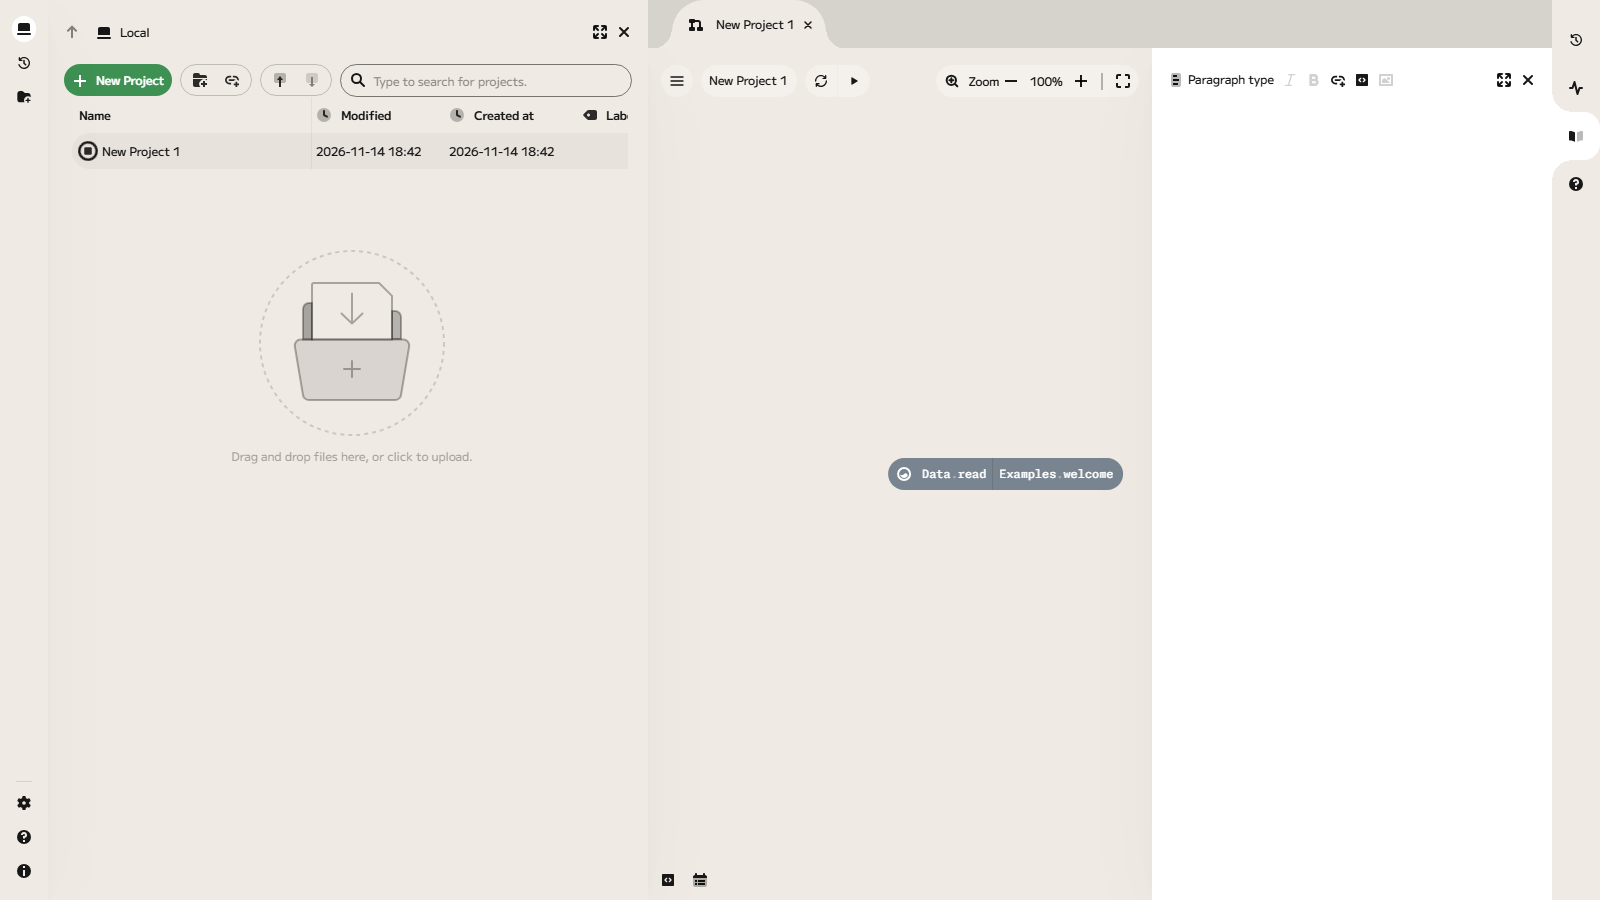 Local
New Project
Type to search for projects.
Name
Modified
Created at
New Project 1
2026-11-14 18:42
2026-11-14 18:42
Drag and drop files here, or click to upload.
New Project 1
New Project 1
Zoom
100%
Data.read Examples.welcome
Paragraph type